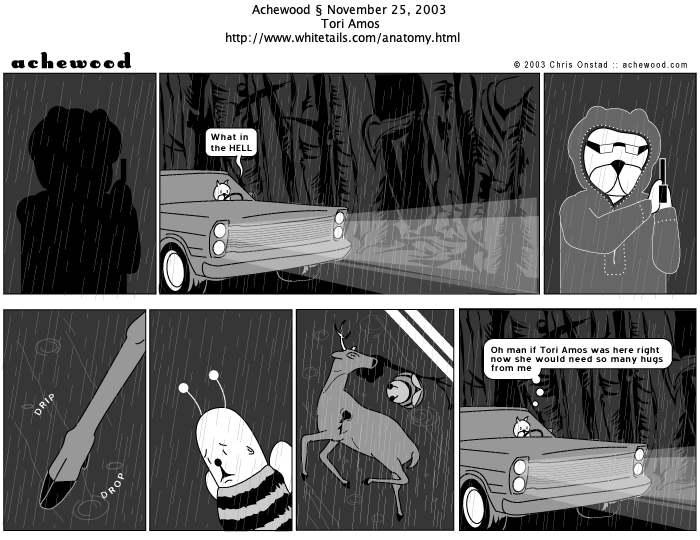 Achewood § November 25, 2003
Tori Amos
http://www.whitetails.com/anatomy.html
achewood
© 2003 Chris Onstad :: achewood.com
What in
the HELL
DRIP
DROP
Oh man if Tori Amos was here right
now she would need so many hugs
from me